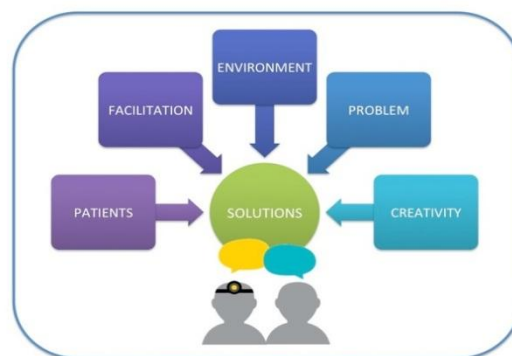 ENVIRONMENT
FACILITATION
PROBLEM
PATIENTS
SOLUTIONS
CREATIVITY